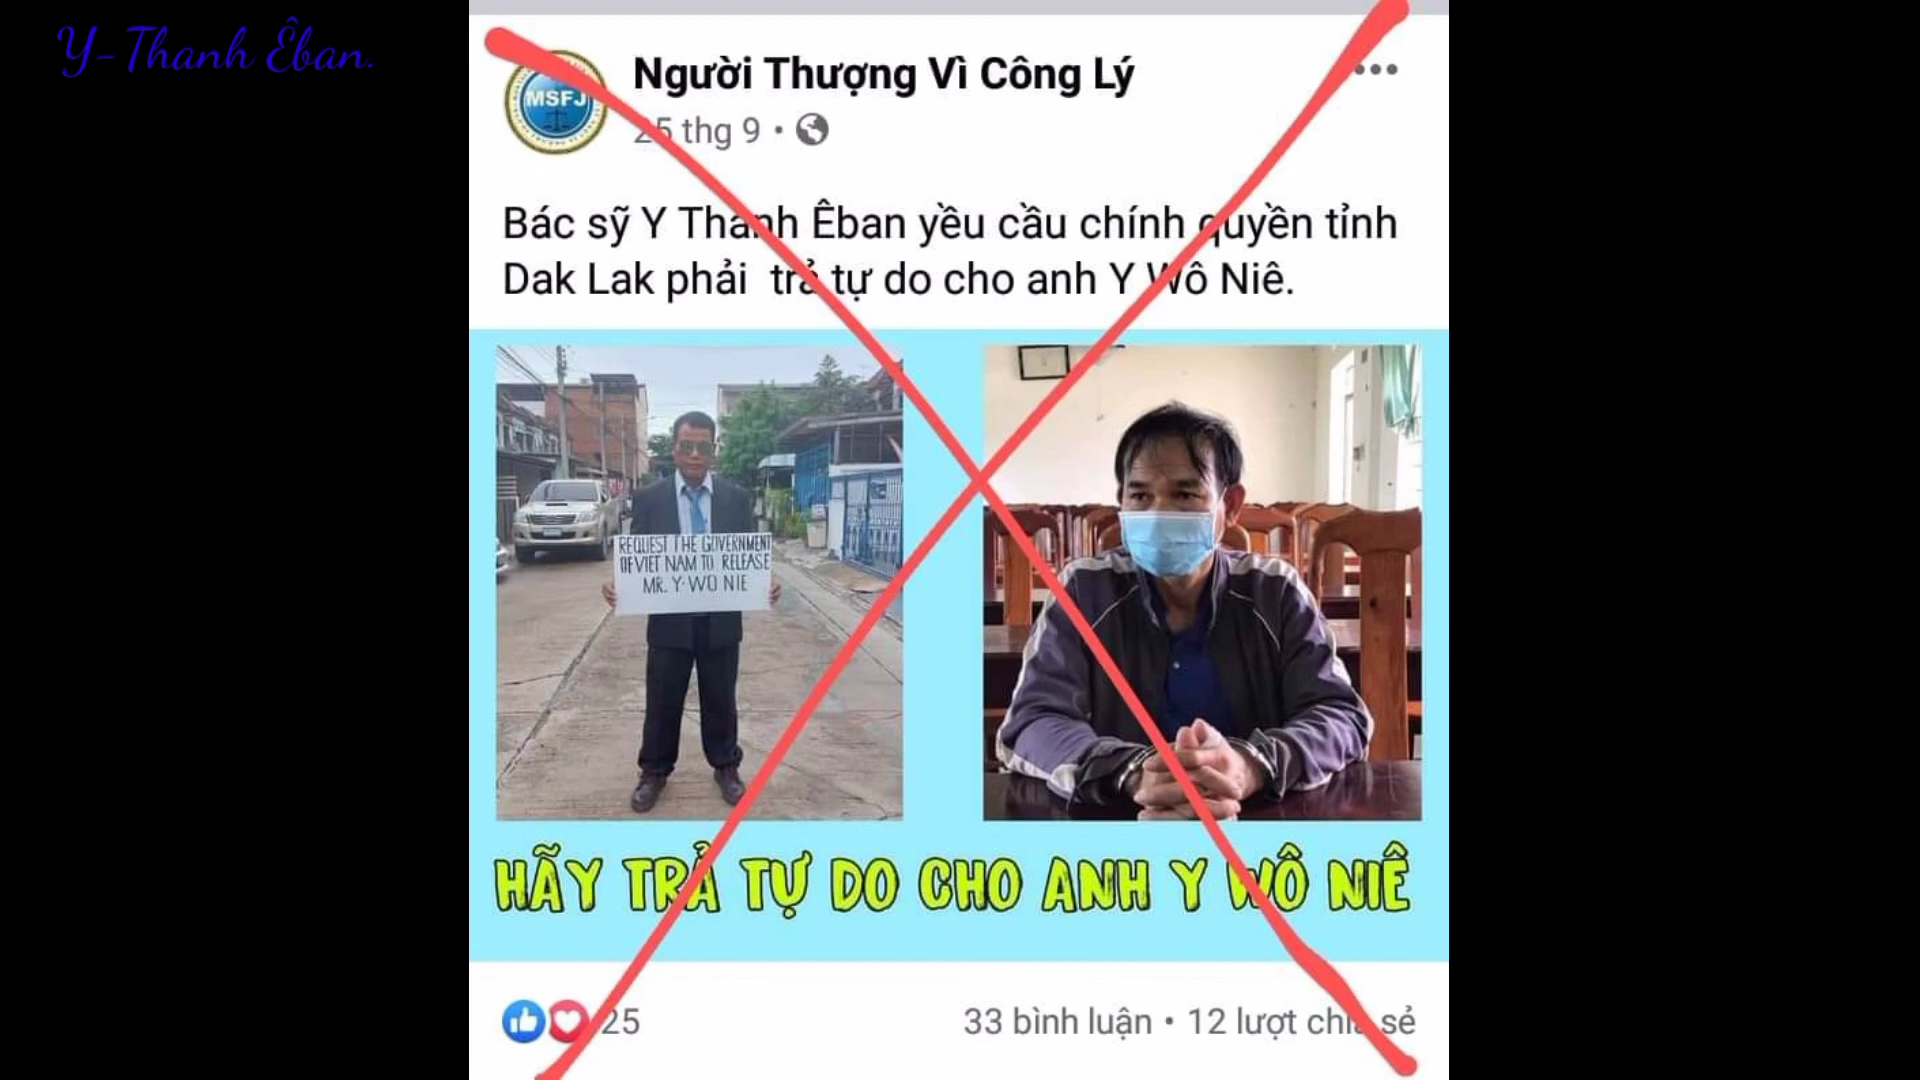 Y-Thanh Êban.
MSFJ
Người Thượng Vì Công Lý
25 thg 9
Bác sỹ Y Thanh Êban yều cầu chính quyền tỉnh
Dak Lak phải trả tự do cho anh Y Wô Niê.
REQUEST THE GOVERNMENT
OF VIET NAM TO RELEASE
MR. Y-WO NIE
HÃY TRẢ TỰ DO CHO ANH Y WÔ NIÊ
25
33 bình luận • 12 lượt chia sẻ